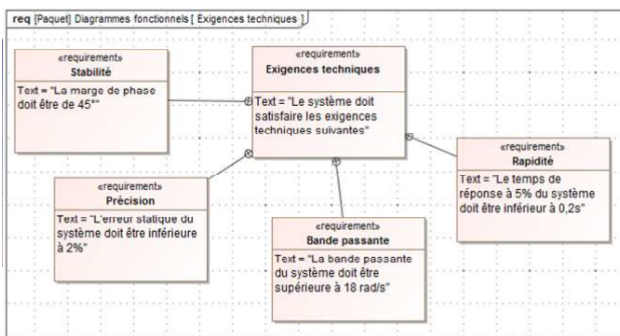 req [Paquet] Diagrammes fonctionnels [ Exigences techniques ]
«requirement»
Stabilité
Text = "La marge de phase
doit être de 45°"
«requirement»
Exigences techniques
Text = "Le système doit
satisfaire les exigences
techniques suivantes"
«requirement»
Rapidité
Text = "Le temps de
réponse à 5% du système
doit être inférieur à 0,2s"
«requirement»
Précision
Text = "L'erreur statique du
système doit être inférieure
à 2%"
«requirement»
Bande passante
Text = "La bande passante
du système doit être
supérieure à 18 rad/s"